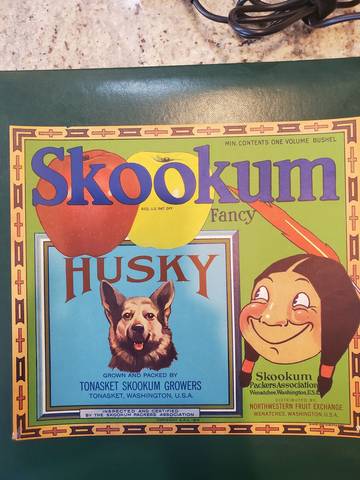 MIN. CONTENTS ONE VOLUME BUSHEL
Skookum
REG. U.S. PAT. OFF.
Fancy
HUSKY
GROWN AND PACKED BY
TONASKET SKOOKUM GROWERS
TONASKET, WASHINGTON, U.S.A.
INSPECTED AND CERTIFIED
BY THE SKOOKUM PACKERS ASSOCIATION
Skookum
Packers Association
Wenatchee, Washington, U.S.A.
DISTRIBUTED BY
NORTHWESTERN FRUIT EXCHANGE
WENATCHEE, WASHINGTON, U.S.A.